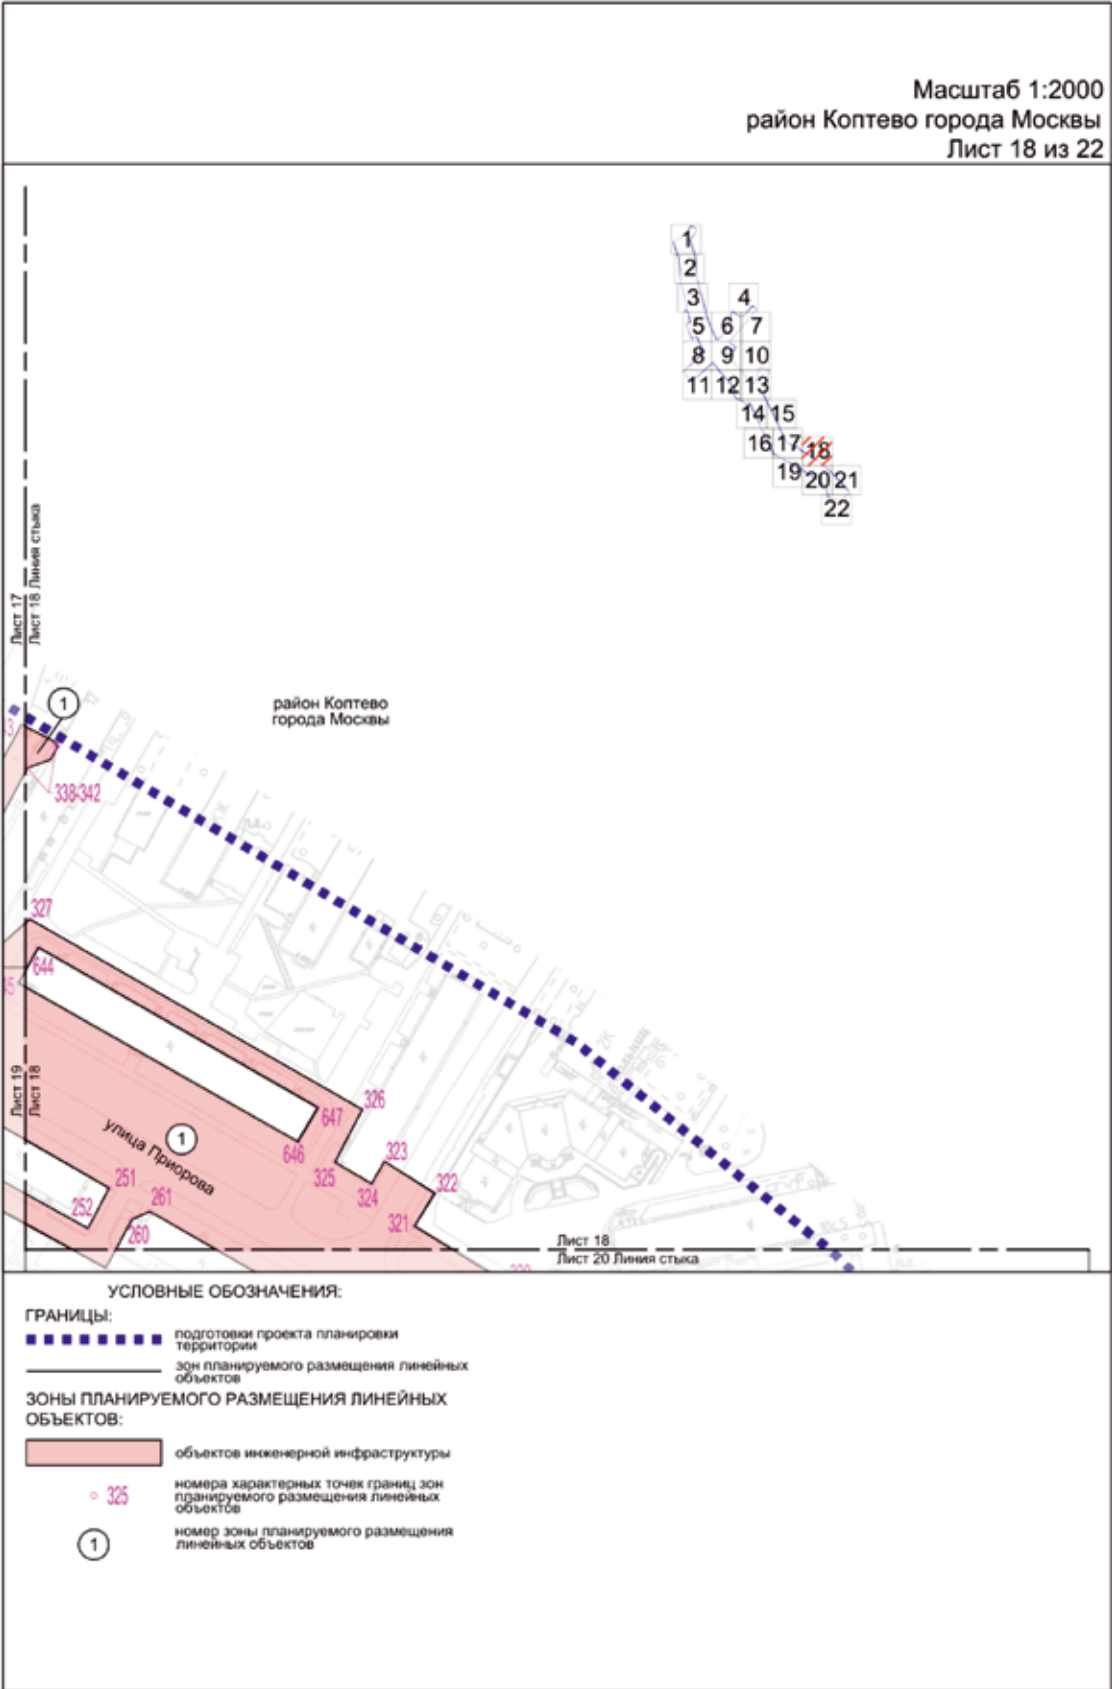 Масштаб 1:2000
район Коптево города Москвы
Лист 18 из 22
1
2
3 4
5 6 7
8 9 10
11 12 13
14 15
16 17 18
19 20 21
22
Лист 17
Лист 18 Линия стыка
1
район Коптево
города Москвы
338-342
327
644
45
326
647
646
325
323
324
322
321
Лист 19
Лист 18
улица Приорова
1
251
252
261
260
Лист 18
Лист 20 Линия стыка
УСЛОВНЫЕ ОБОЗНАЧЕНИЯ:
ГРАНИЦЫ:
подготовки проекта планировки
территории
зон планируемого размещения линейных
объектов
ЗОНЫ ПЛАНИРУЕМОГО РАЗМЕЩЕНИЯ ЛИНЕЙНЫХ
ОБЪЕКТОВ:
объектов инженерной инфраструктуры
325
номера характерных точек границ зон
планируемого размещения линейных
объектов
1
номер зоны планируемого размещения
линейных объектов